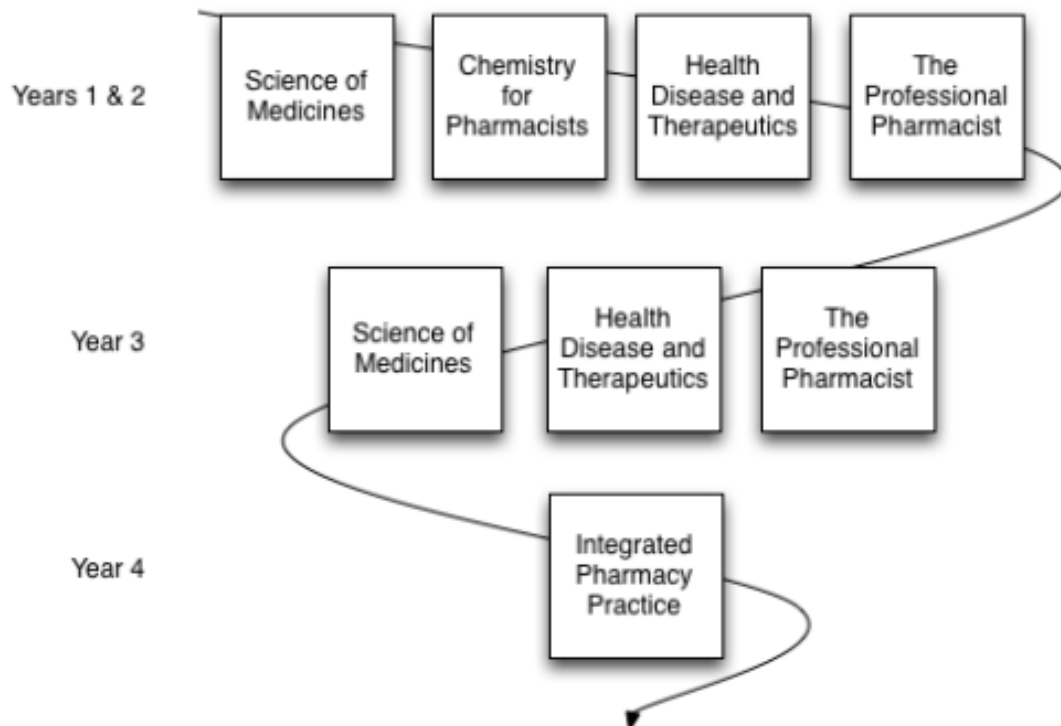 Years 1 & 2
Science of
Medicines
Chemistry
for
Pharmacists
Health
Disease and
Therapeutics
The
Professional
Pharmacist
Year 3
Science of
Medicines
Health
Disease and
Therapeutics
The
Professional
Pharmacist
Year 4
Integrated
Pharmacy
Practice